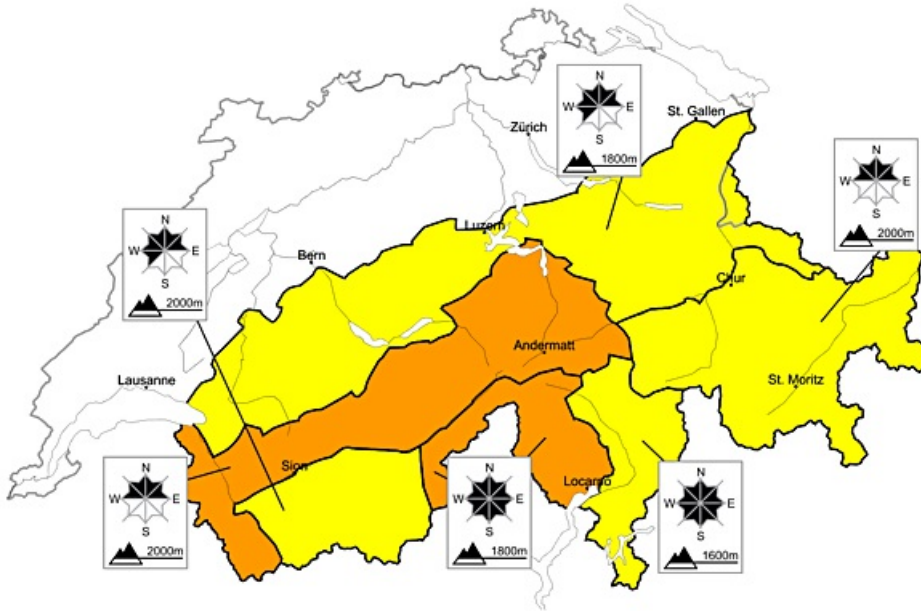 N
W E
S
1800m
St. Gallen
Zürich
N
W E
S
2000m
N
W E
S
2000m
Luzern
Bern
Chur
Andermatt
Lausanne
St. Moritz
Sion
Locarno
N
W E
S
2000m
N
W E
S
1800m
N
W E
S
1600m